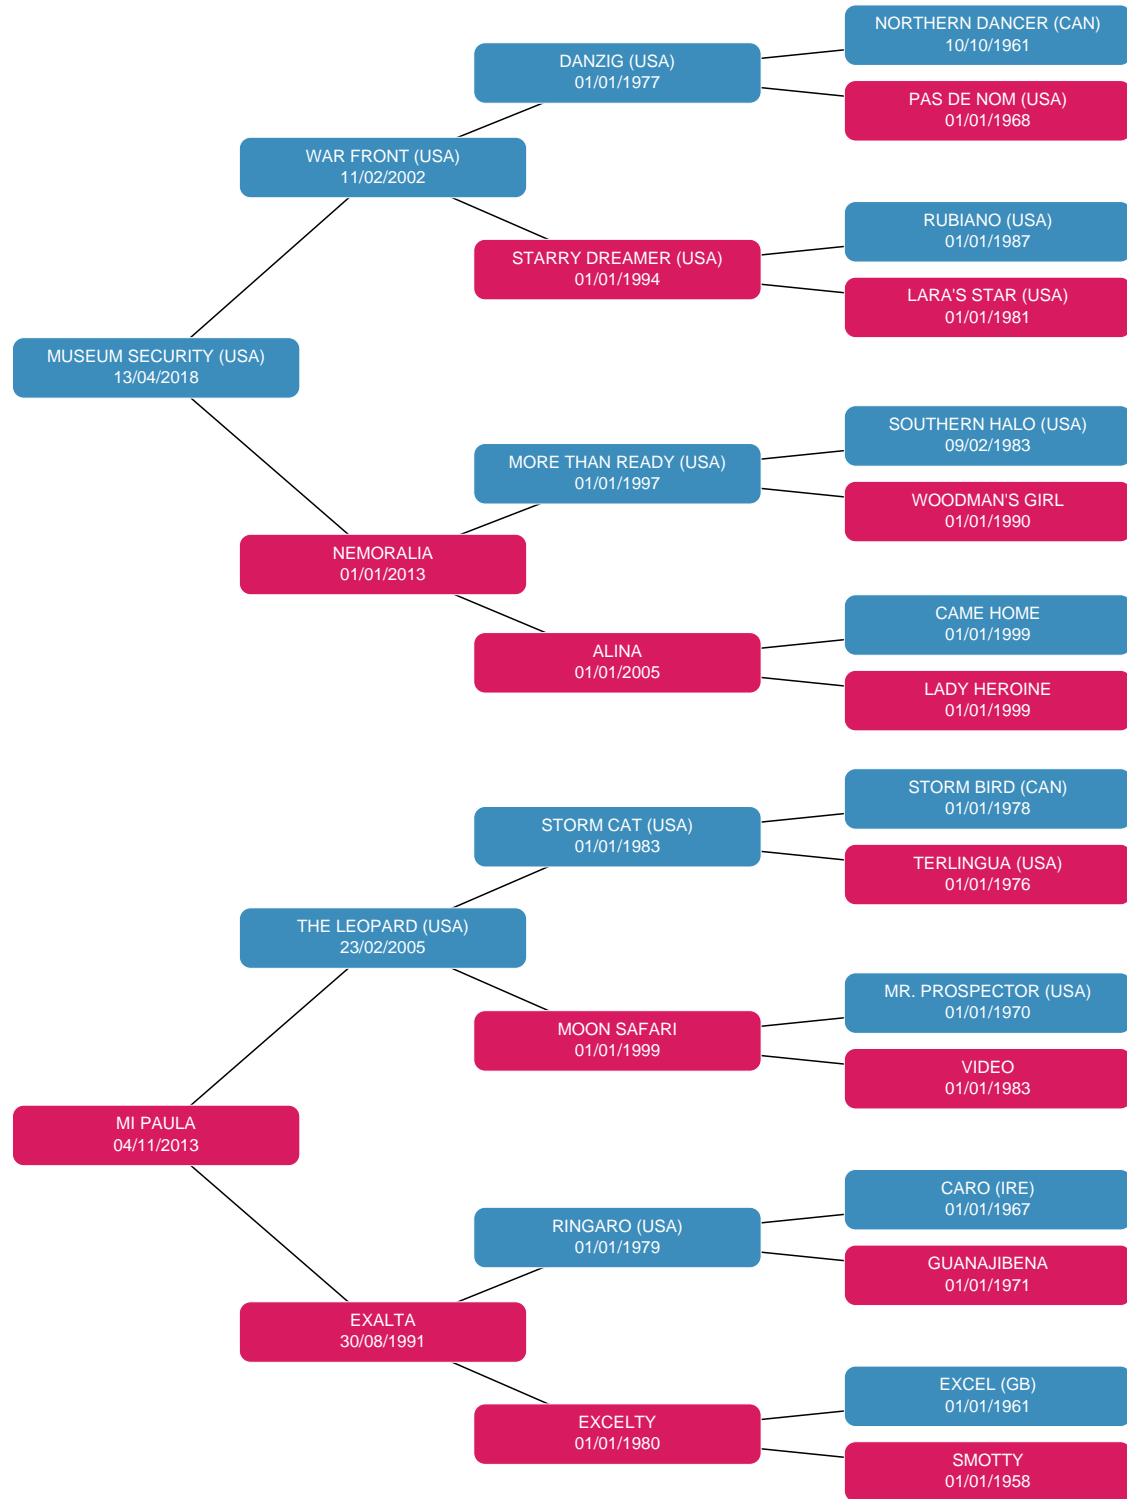 NORTHERN DANCER (CAN)
10/10/1961
DANZIG (USA)
01/01/1977
PAS DE NOM (USA)
01/01/1968
WAR FRONT (USA)
11/02/2002
RUBIANO (USA)
01/01/1987
STARRY DREAMER (USA)
01/01/1994
LARA'S STAR (USA)
01/01/1981
MUSEUM SECURITY (USA)
13/04/2018
SOUTHERN HALO (USA)
09/02/1983
MORE THAN READY (USA)
01/01/1997
WOODMAN'S GIRL
01/01/1990
NEMORALIA
01/01/2013
CAME HOME
01/01/1999
ALINA
01/01/2005
LADY HEROINE
01/01/1999
STORM BIRD (CAN)
01/01/1978
STORM CAT (USA)
01/01/1983
TERLINGUA (USA)
01/01/1976
THE LEOPARD (USA)
23/02/2005
MR. PROSPECTOR (USA)
01/01/1970
MOON SAFARI
01/01/1999
VIDEO
01/01/1983
MI PAULA
04/11/2013
CARO (IRE)
01/01/1967
RINGARO (USA)
01/01/1979
GUANAJIBENA
01/01/1971
EXALTA
30/08/1991
EXCEL (GB)
01/01/1961
EXCELTY
01/01/1980
SMOTTY
01/01/1958